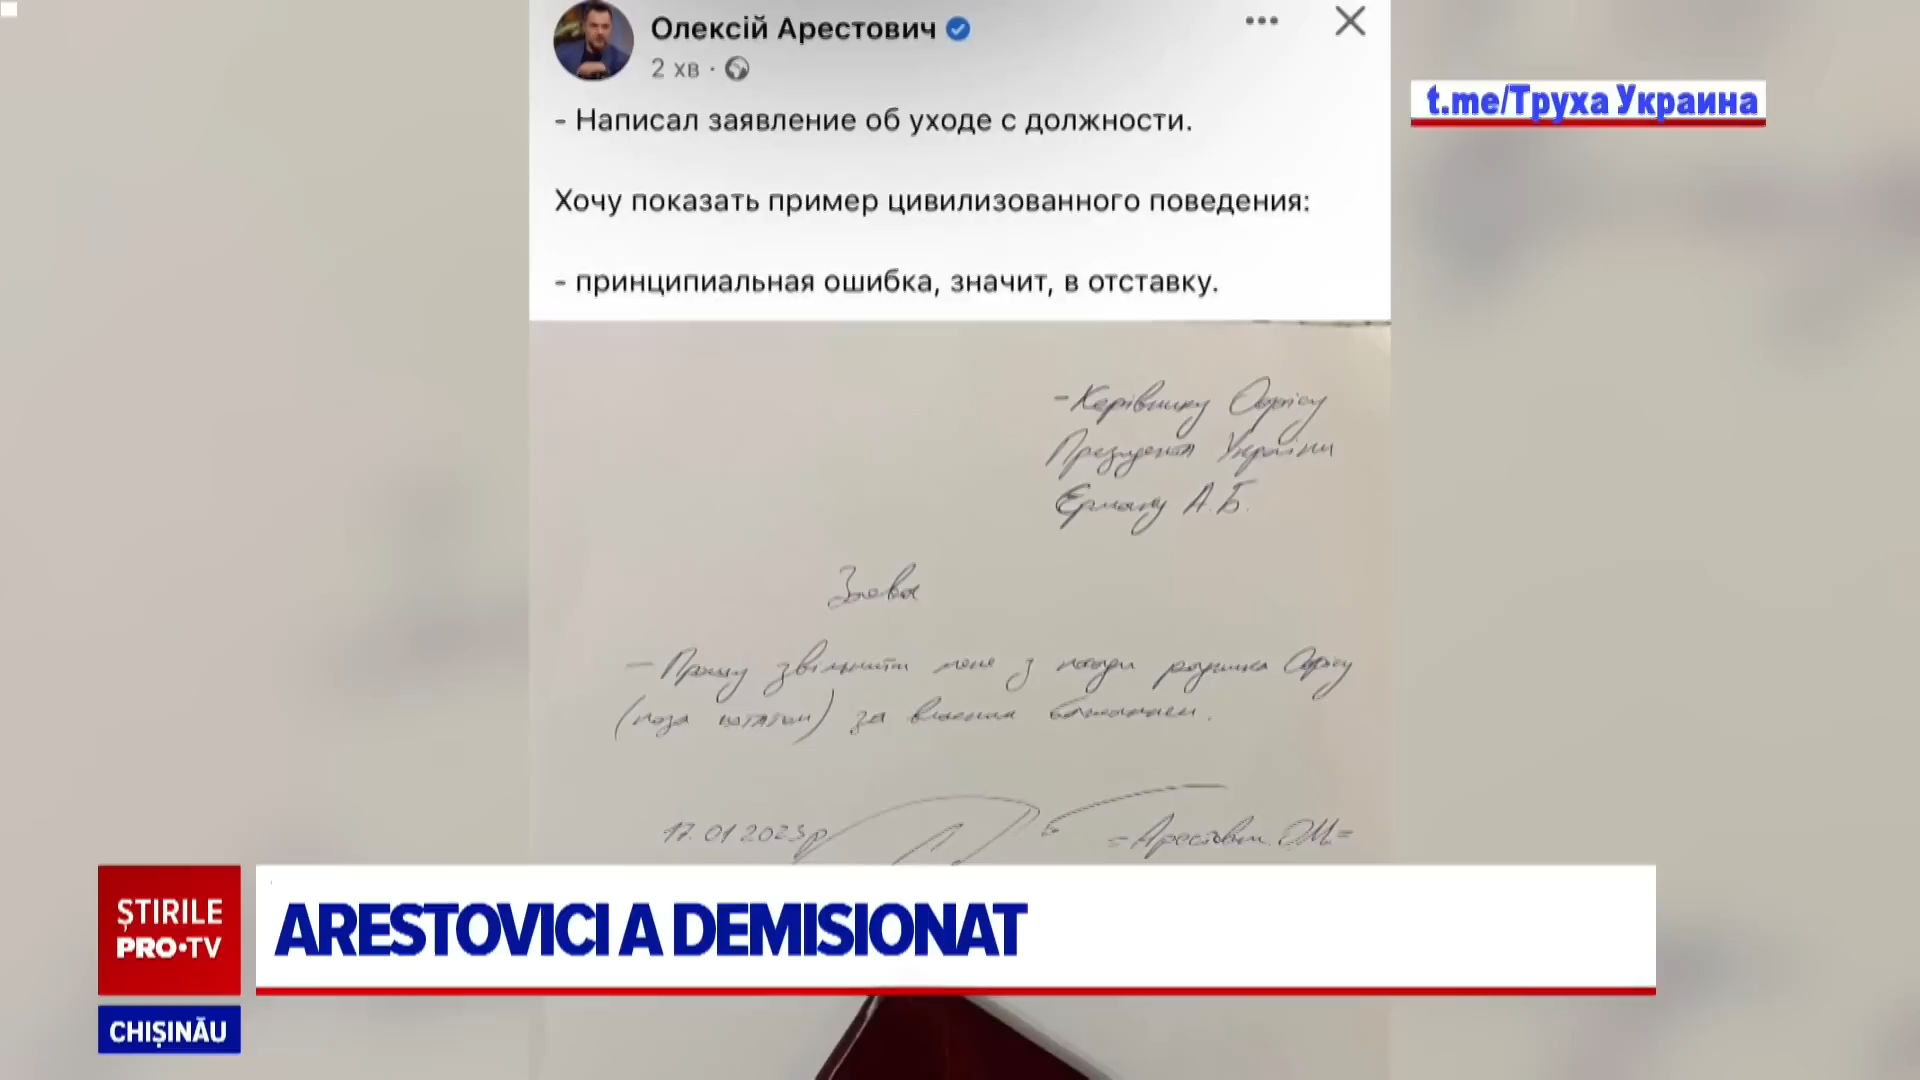 Олексій Арестович
2 хв
t.me/Труха Украина
- Написал заявление об уходе с должности.
Хочу показать пример цивилизованного поведения:
- принципиальная ошибка, значит, в отставку.
- Керівнику Офісу
Президента України
Єрмаку А.Б.
Заява
- Прошу звільнити мене з посади радника Офісу
(поза штатом) за власним бажанням.
17.01.2023р
=Арестович О.М.=
ȘTIRILE
PRO•TV
ARESTOVICI A DEMISIONAT
CHIȘINĂU